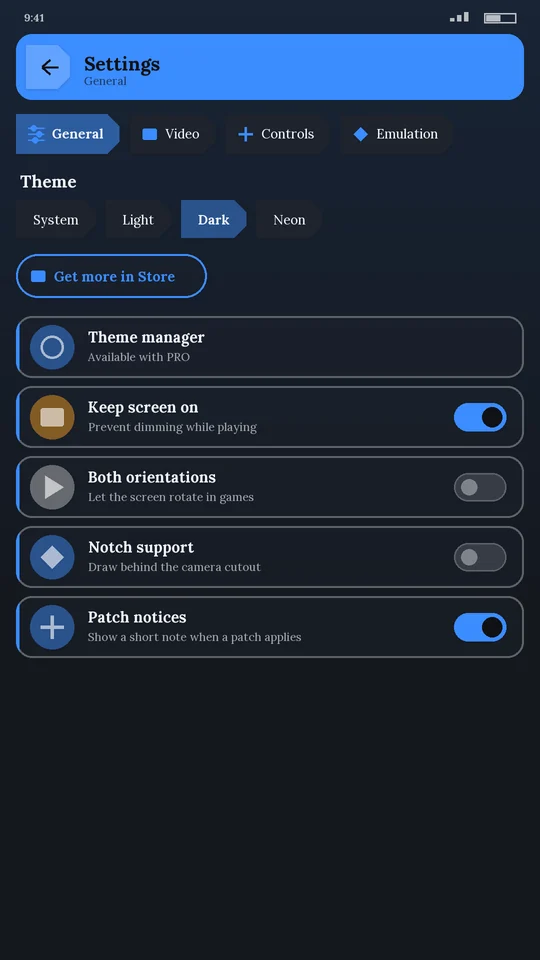 9:41
Settings
General
General
Video
Controls
Emulation
Theme
System
Light
Dark
Neon
Get more in Store
Theme manager
Available with PRO
Keep screen on
Prevent dimming while playing
Both orientations
Let the screen rotate in games
Notch support
Draw behind the camera cutout
Patch notices
Show a short note when a patch applies